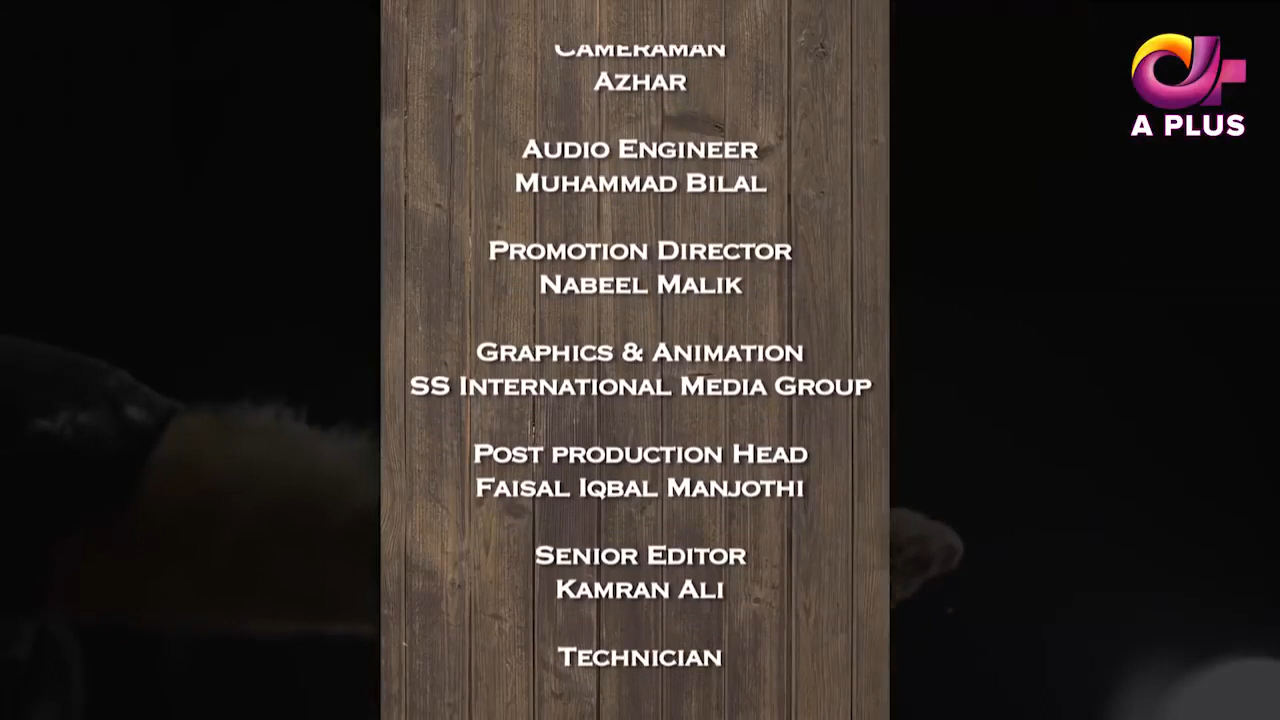 CAMERAMAN
AZHAR
AUDIO ENGINEER
MUHAMMAD BILAL
PROMOTION DIRECTOR
NABEEL MALIK
GRAPHICS & ANIMATION
SS INTERNATIONAL MEDIA GROUP
POST PRODUCTION HEAD
FAISAL IQBAL MANJOTHI
SENIOR EDITOR
KAMRAN ALI
TECHNICIAN
A PLUS